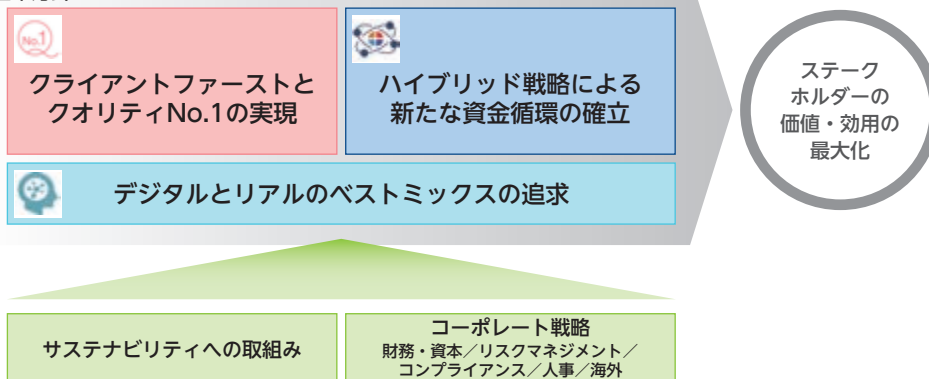 No.1
クライアントファーストと
クオリティNo.1の実現
ハイブリッド戦略による
新たな資金循環の確立
デジタルとリアルのベストミックスの追求
ステーク
ホルダーの
価値・効用の
最大化
サステナビリティへの取組み
コーポレート戦略
財務・資本／リスクマネジメント／
コンプライアンス／人事／海外